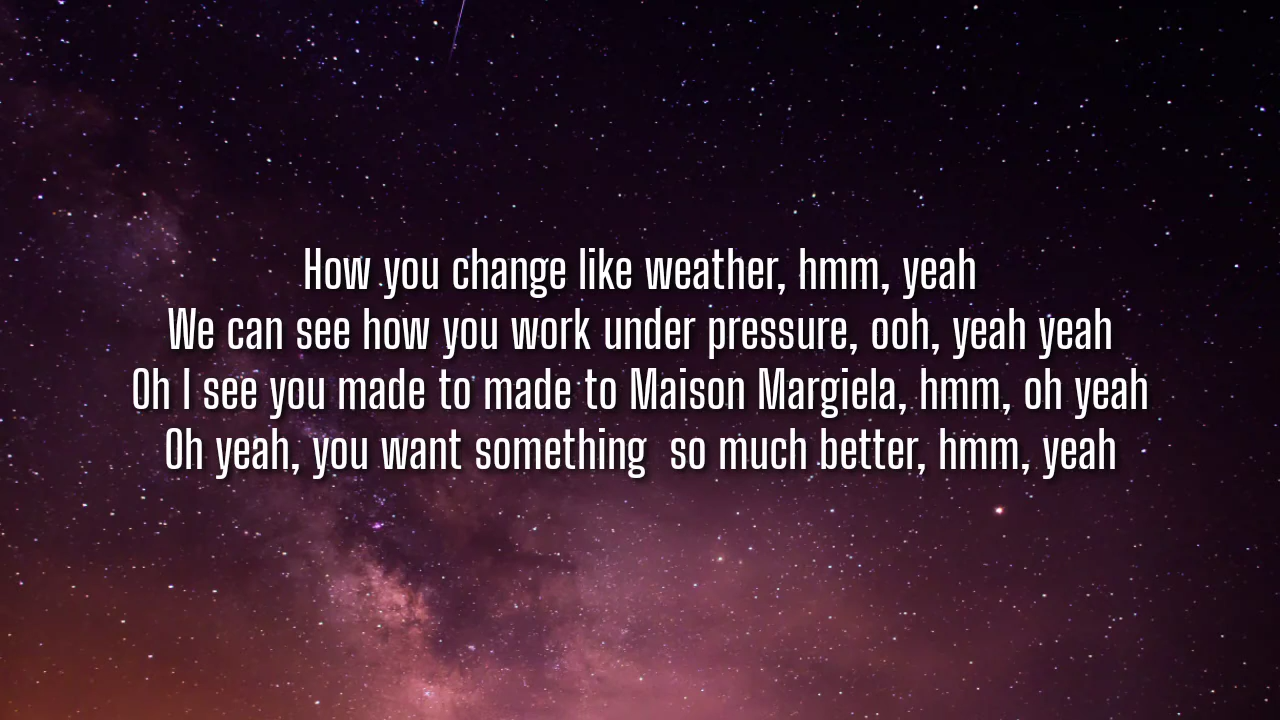 How you change like weather, hmm, yeah
We can see how you work under pressure, ooh, yeah yeah
Oh I see you made to made to Maison Margiela, hmm, oh yeah
Oh yeah, you want something  so much better, hmm, yeah